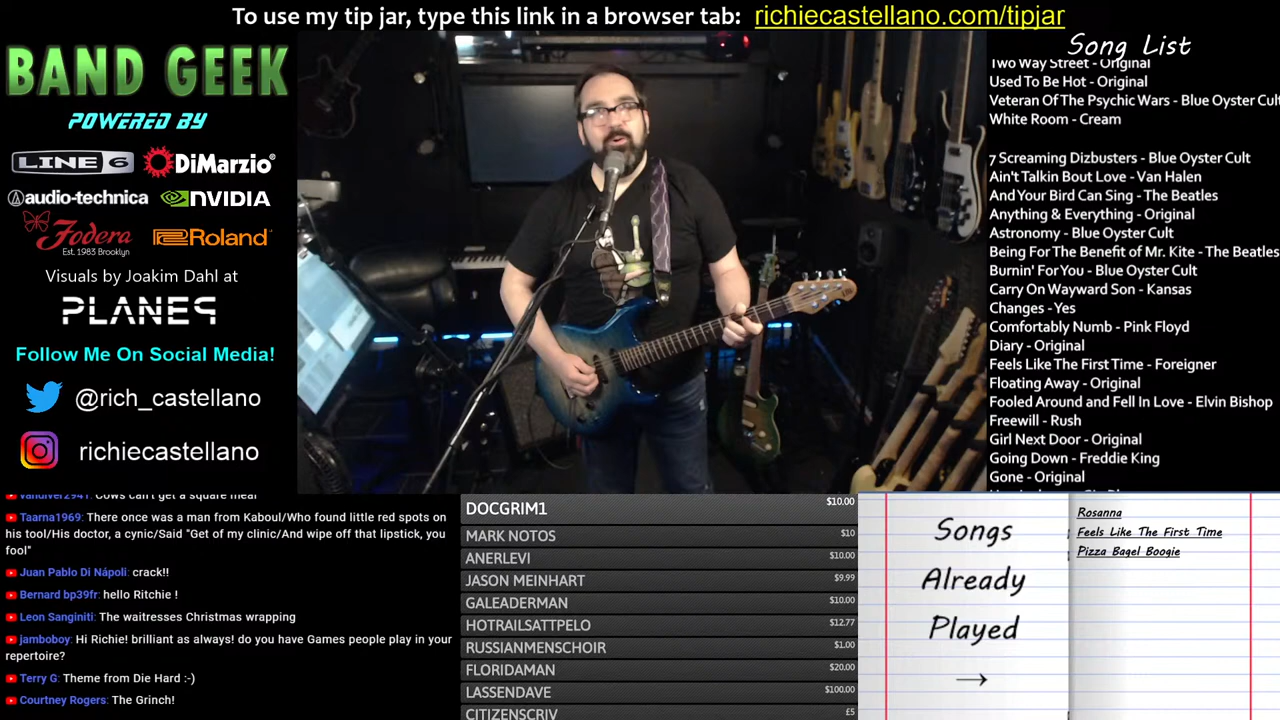 To use my tip jar, type this link in a browser tab: richiecastellano.com/tipjar
BAND GEEK
POWERED BY
LINE 6
DiMarzio
audio-technica
NVIDIA
Fodera
Est. 1983 Brooklyn
Roland
Visuals by Joakim Dahl at
PLANE9
Follow Me On Social Media!
@rich_castellano
richiecastellano
Song List
Two Way Street - Original
Used To Be Hot - Original
Veteran Of The Psychic Wars - Blue Oyster Cult
White Room - Cream
7 Screaming Dizbusters - Blue Oyster Cult
Ain't Talkin Bout Love - Van Halen
And Your Bird Can Sing - The Beatles
Anything & Everything - Original
Astronomy - Blue Oyster Cult
Being For The Benefit of Mr. Kite - The Beatles
Burnin' For You - Blue Oyster Cult
Carry On Wayward Son - Kansas
Changes - Yes
Comfortably Numb - Pink Floyd
Diary - Original
Feels Like The First Time - Foreigner
Floating Away - Original
Fooled Around and Fell In Love - Elvin Bishop
Freewill - Rush
Girl Next Door - Original
Going Down - Freddie King
Gone - Original
vandiver2941: Cows can't get a square meal
Taarna1969: There once was a man from Kaboul/Who found little red spots on
his tool/His doctor, a cynic/Said "Get of my clinic/And wipe off that lipstick, you
fool"
Juan Pablo Di Nápoli: crack!!
Bernard bp39fr: hello Ritchie !
Leon Sanginiti: The waitresses Christmas wrapping
jamboboy: Hi Richie! brilliant as always! do you have Games people play in your
repertoire?
Terry G: Theme from Die Hard :-)
Courtney Rogers: The Grinch!
DOCGRIM1 $10.00
MARK NOTOS $10
ANERLEVI $10.00
JASON MEINHART $9.99
GALEADERMAN $10.00
HOTRAILSATTPELO $12.77
RUSSIANMENSCHOIR $1.00
FLORIDAMAN $20.00
LASSENDAVE $100.00
CITIZENSCRIV £5
Songs
Already
Played
→
Rosanna
Feels Like The First Time
Pizza Bagel Boogie